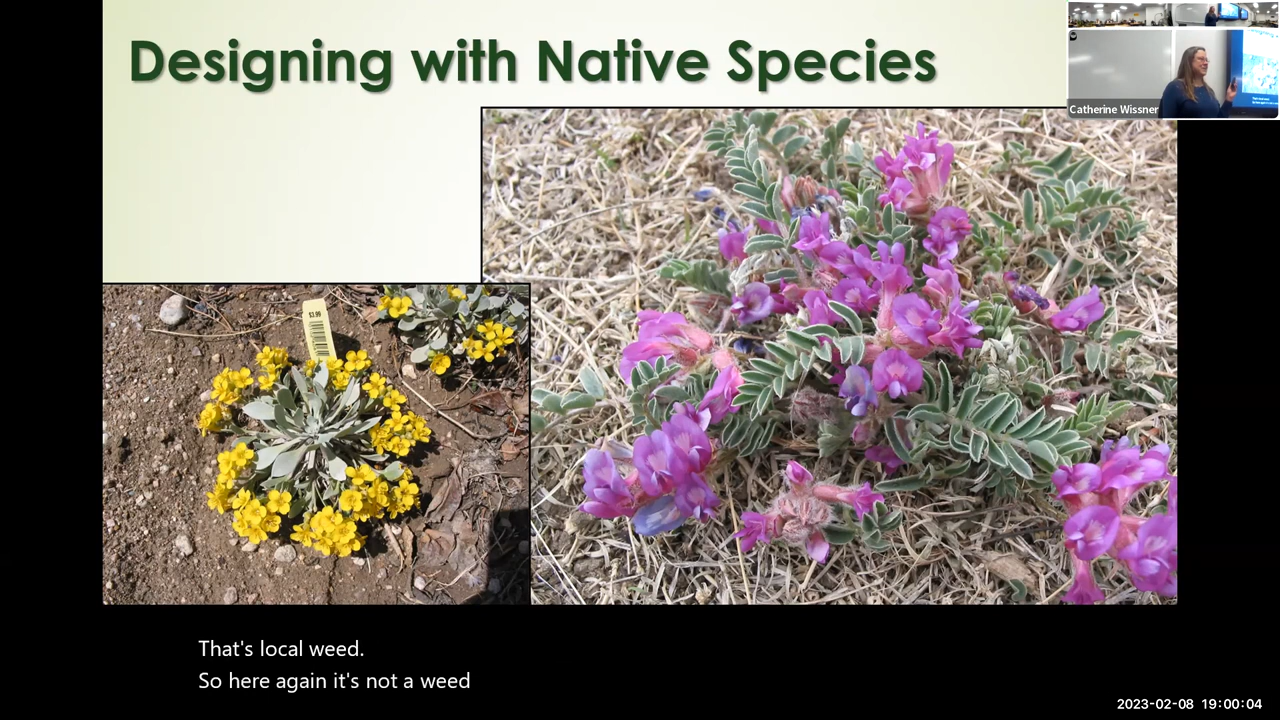 Designing with Native Species
Catherine Wissner
$3.99
That's local weed.
So here again it's not a weed
2023-02-08 19:00:04